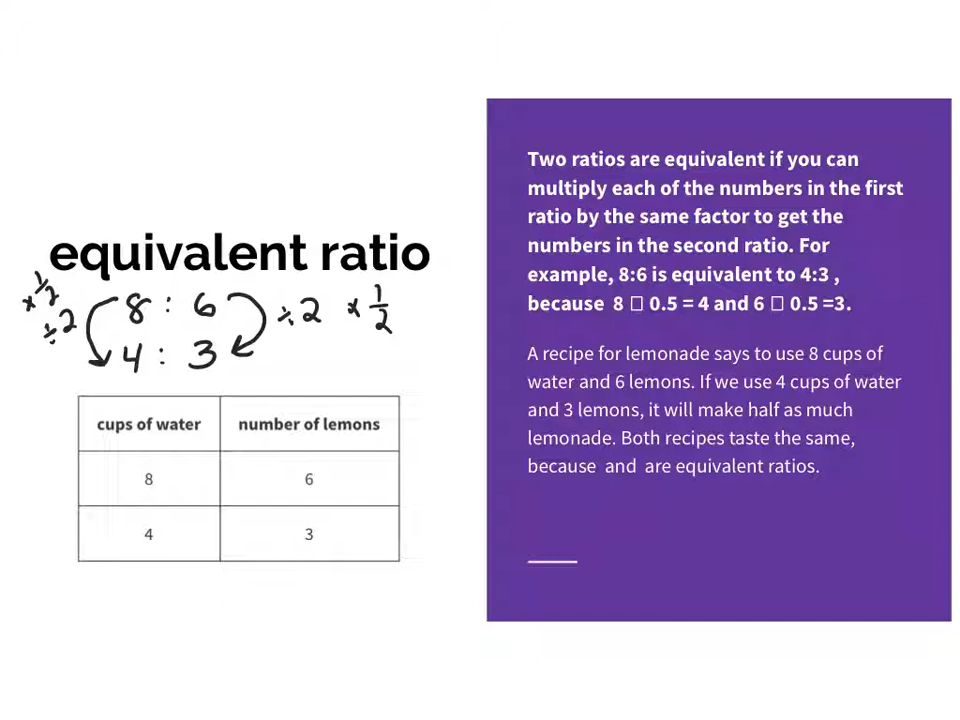 equivalent ratio
× 1/2
÷2
8 : 6
÷2 × 1/2
4 : 3
cups of water number of lemons
8 6
4 3
Two ratios are equivalent if you can
multiply each of the numbers in the first
ratio by the same factor to get the
numbers in the second ratio. For
example, 8:6 is equivalent to 4:3 ,
because 8 □ 0.5 = 4 and 6 □ 0.5 =3.
A recipe for lemonade says to use 8 cups of
water and 6 lemons. If we use 4 cups of water
and 3 lemons, it will make half as much
lemonade. Both recipes taste the same,
because and are equivalent ratios.